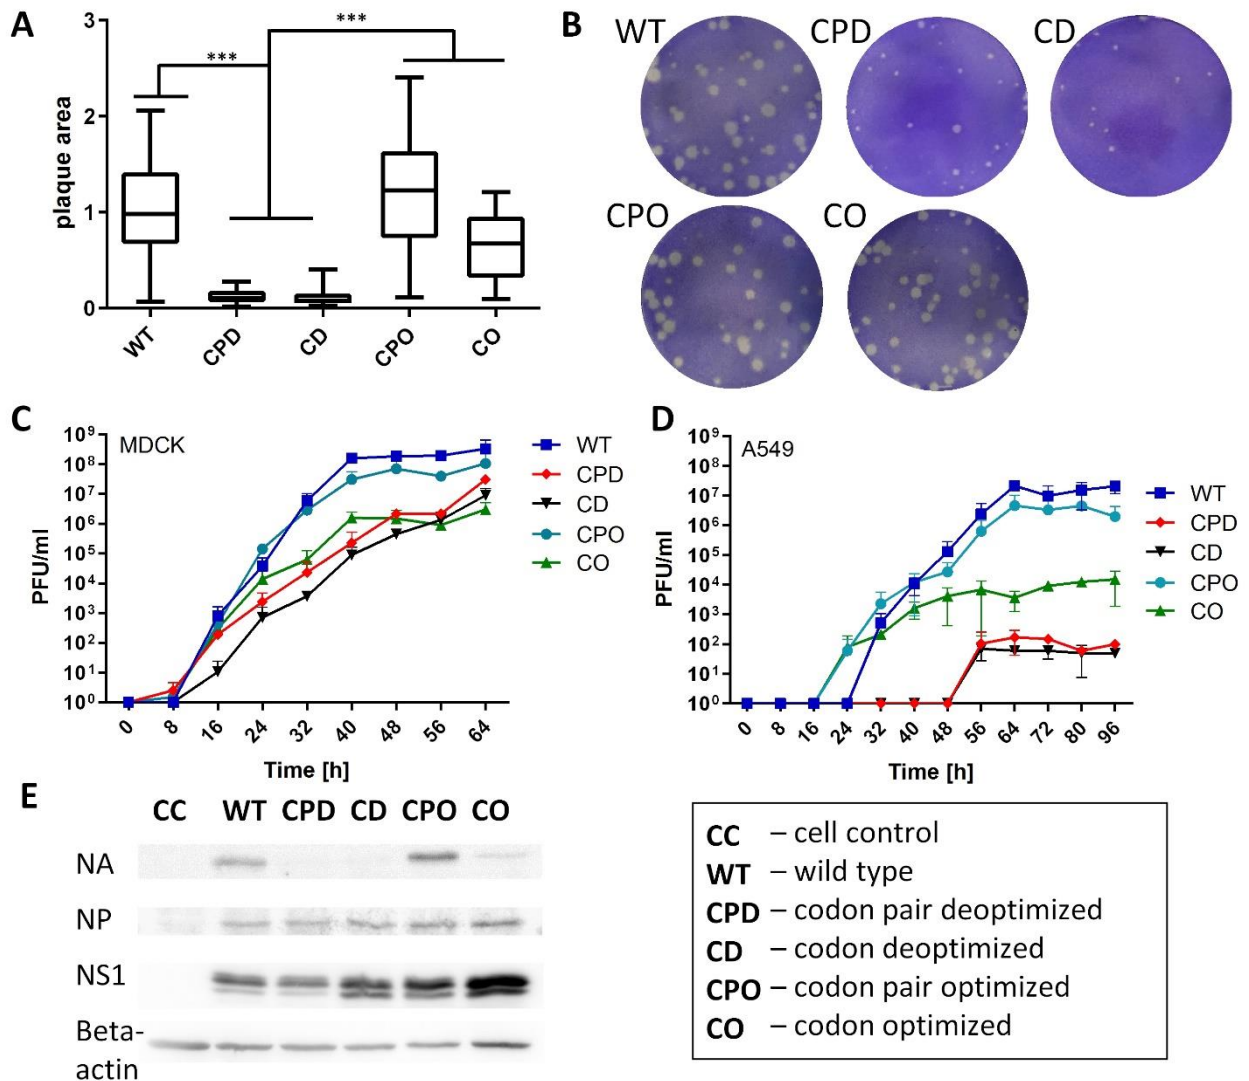 A
3
2
1
0
plaque area
***
***
WT
CPD
CD
CPO
CO
B
WT
CPD
CD
CPO
CO
C
MDCK
10⁹
10⁸
10⁷
10⁶
10⁵
10⁴
10³
10²
10¹
10⁰
PFU/ml
0
8
16
24
32
40
48
56
64
Time [h]
WT
CPD
CD
CPO
CO
D
A549
10⁹
10⁸
10⁷
10⁶
10⁵
10⁴
10³
10²
10¹
10⁰
PFU/ml
0
8
16
24
32
40
48
56
64
72
80
96
Time [h]
WT
CPD
CD
CPO
CO
E
CC WT CPD CD CPO CO
NA
NP
NS1
Beta-
actin
CC – cell control
WT – wild type
CPD – codon pair deoptimized
CD – codon deoptimized
CPO – codon pair optimized
CO – codon optimized